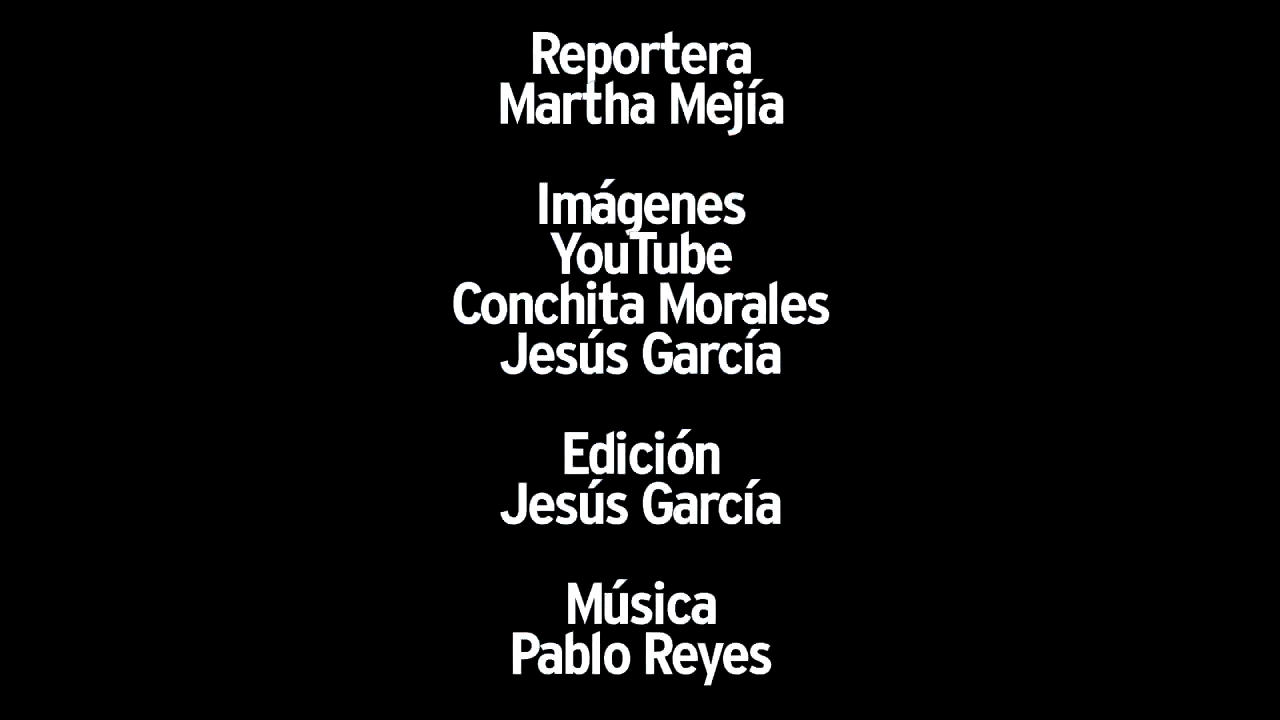 Reportera
Martha Mejía
Imágenes
YouTube
Conchita Morales
Jesús García
Edición
Jesús García
Música
Pablo Reyes